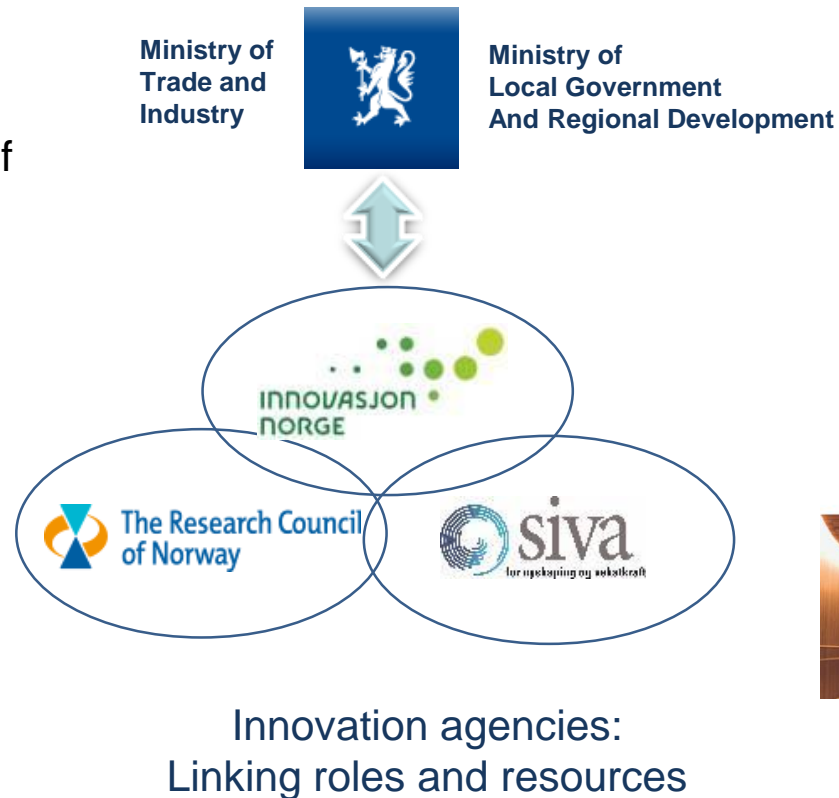 Ministry of
Trade and
Industry
Ministry of
Local Government
And Regional Development
f
INNOVASJON
NORGE
The Research Council
of Norway
siva
Innovation agencies:
Linking roles and resources